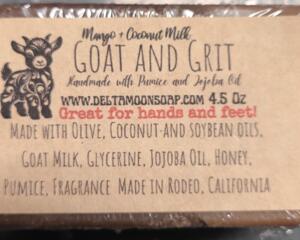 Mango + Coconut Milk
GOAT AND GRIT
Handmade with Pumice and Jojoba Oil
WWW.DELTAMOONSOAP.COM 4.5 Oz
Great for hands and feet!
MADE WITH OLIVE, COCONUT AND SOYBEAN OILS,
GOAT MILK, GLYCERINE, JOJOBA OIL, HONEY,
PUMICE, FRAGRANCE MADE IN RODEO, CALIFORNIA